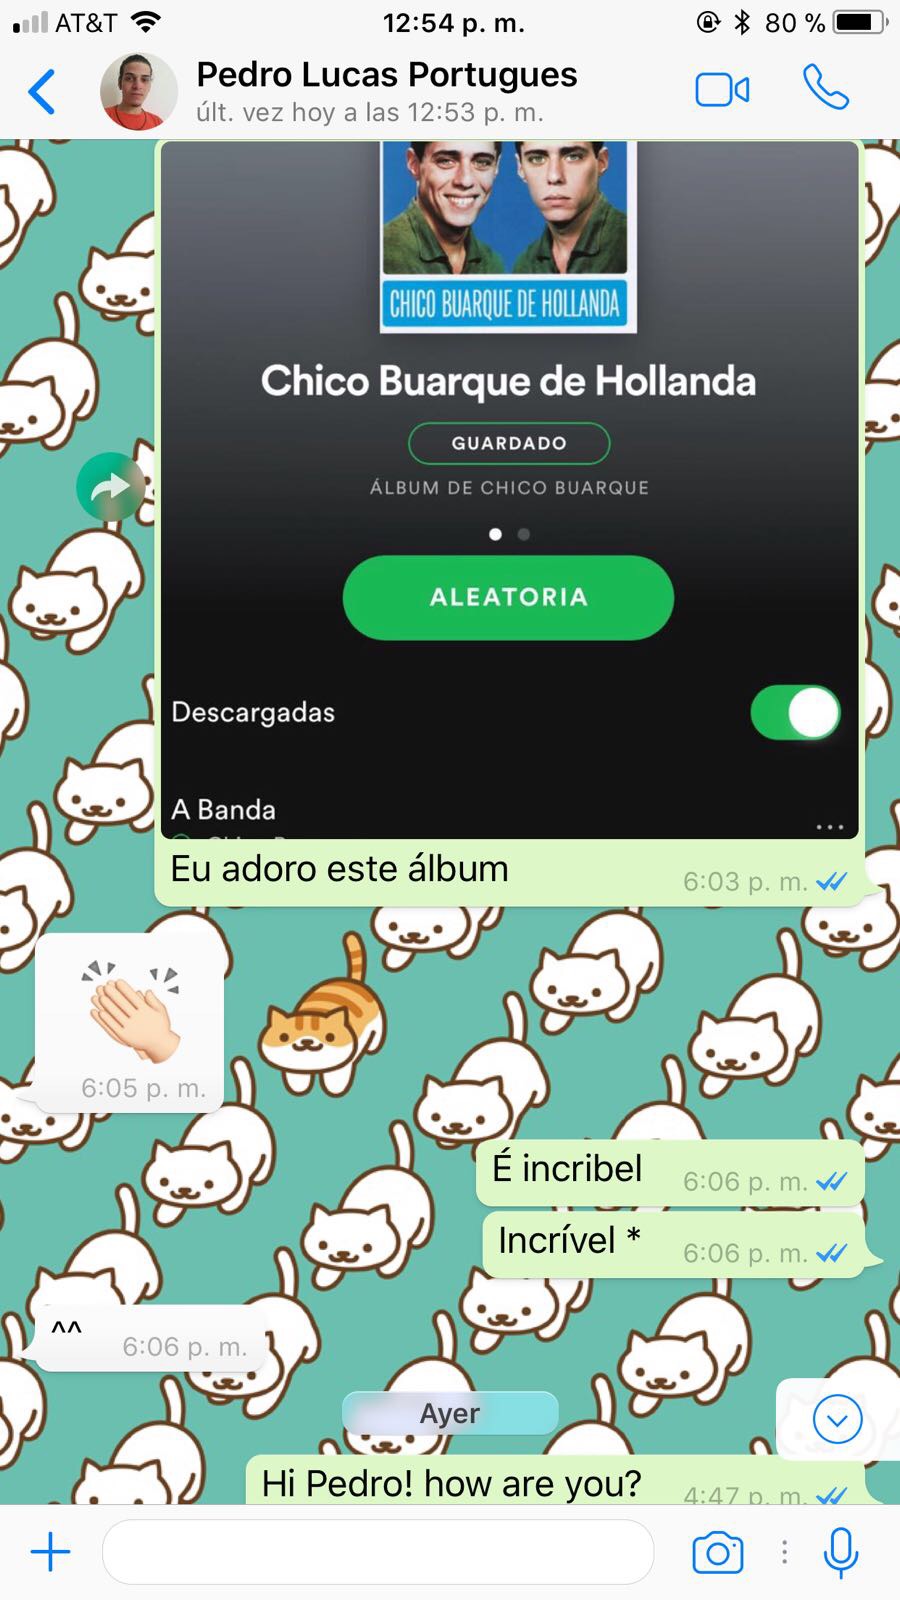 AT&T 12:54 p. m. 80 %
Pedro Lucas Portugues
últ. vez hoy a las 12:53 p. m.
CHICO BUARQUE DE HOLLANDA
Chico Buarque de Hollanda
GUARDADO
ÁLBUM DE CHICO BUARQUE
ALEATORIA
Descargadas
A Banda
Eu adoro este álbum 6:03 p. m.
6:05 p. m.
É incribel 6:06 p. m.
Incrível * 6:06 p. m.
^^ 6:06 p. m.
Ayer
Hi Pedro! how are you? 4:47 p. m.